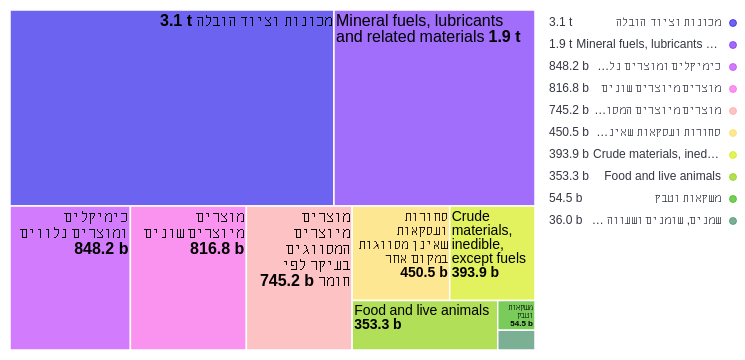 מכונות וציוד הובלה 3.1 t
Mineral fuels, lubricants
and related materials 1.9 t
כימיקלים
ומוצרים נלווים
848.2 b
מוצרים
מיוצרים שונים
816.8 b
מוצרים
מיוצרים
המסווגים
בעיקר לפי
חומר 745.2 b
סחורות
ועסקאות
שאינן מסווגות
במקום אחר
450.5 b
Crude
materials,
inedible,
except fuels
393.9 b
Food and live animals
353.3 b
משקאות
וטבק
54.5 b
3.1 t מכונות וציוד הובלה
1.9 t Mineral fuels, lubricants ...
848.2 b כימיקלים ומוצרים נל...
816.8 b מוצרים מיוצרים שונים
745.2 b מוצרים מיוצרים המסו...
450.5 b סחורות ועסקאות שאינ...
393.9 b Crude materials, ined...
353.3 b Food and live animals
54.5 b משקאות וטבק
36.0 b שמנים, שומנים ושעווה ...